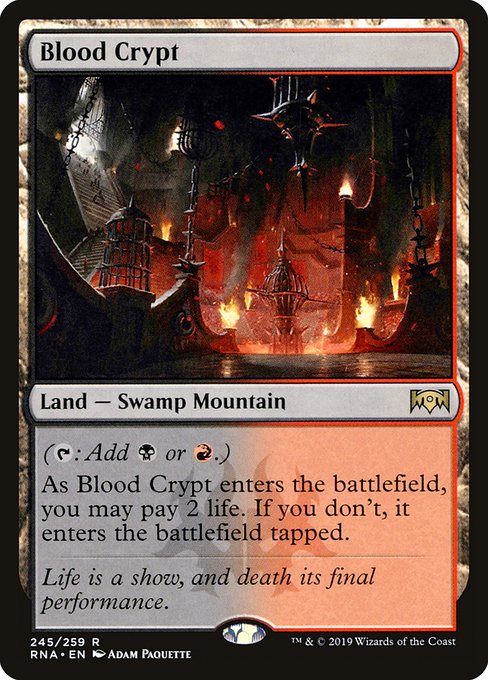 Blood Crypt
Land — Swamp Mountain
(: Add or .)
As Blood Crypt enters the battlefield,
you may pay 2 life. If you don't, it
enters the battlefield tapped.
Life is a show, and death its final
performance.
245/259 R
RNA • EN Adam Paquette
™ & © 2019 Wizards of the Coast